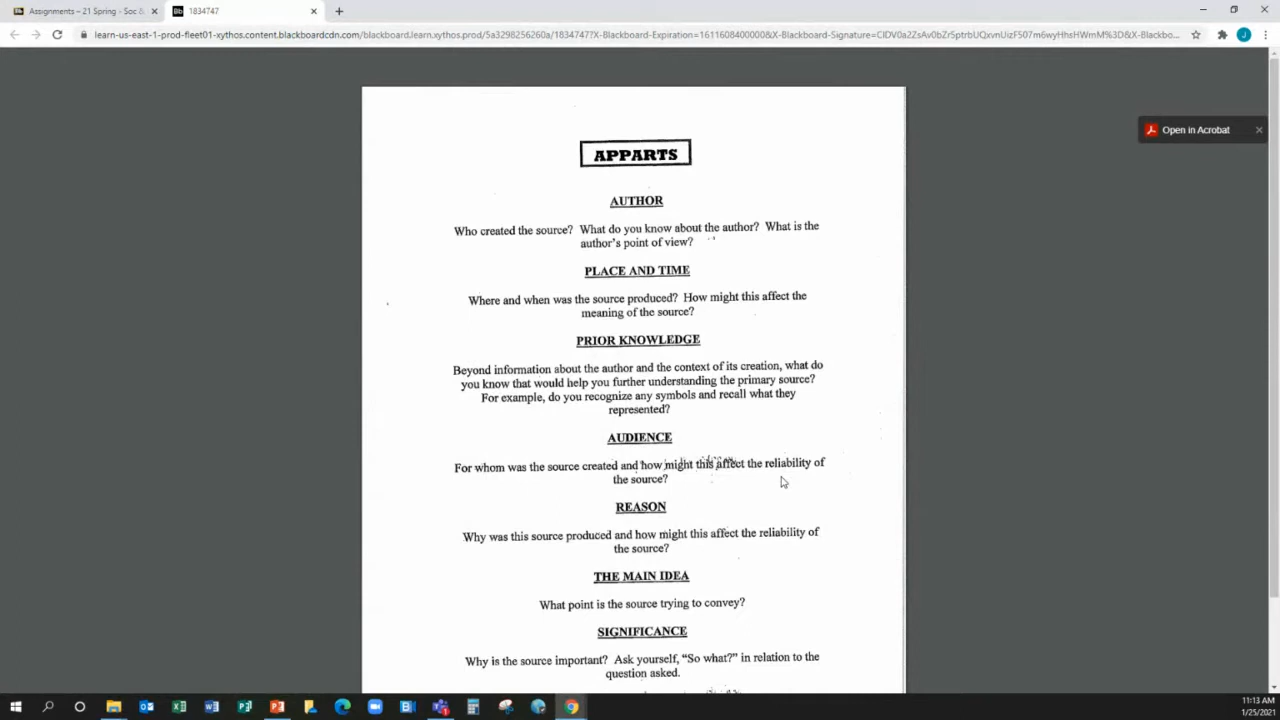 Assignments – 21 Spring - Soc &
Bb
1834747
learn-us-east-1-prod-fleet01-xythos.content.blackboardcdn.com/blackboard.learn.xythos.prod/5a3298256260a/1834747?X-Blackboard-Expiration=1611608400000&X-Blackboard-Signature=
J
Open in Acrobat
APPARTS
AUTHOR
Who created the source? What do you know about the author? What is the
author's point of view?
PLACE AND TIME
Where and when was the source produced? How might this affect the
meaning of the source?
PRIOR KNOWLEDGE
Beyond information about the author and the context of its creation, what do
you know that would help you further understanding the primary source?
For example, do you recognize any symbols and recall what they
represented?
AUDIENCE
For whom was the source created and how might this affect the reliability of
the source?
REASON
Why was this source produced and how might this affect the reliability of
the source?
THE MAIN IDEA
What point is the source trying to convey?
SIGNIFICANCE
Why is the source important? Ask yourself, “So what?” in relation to the
question asked.
11:13 AM
1/25/2021